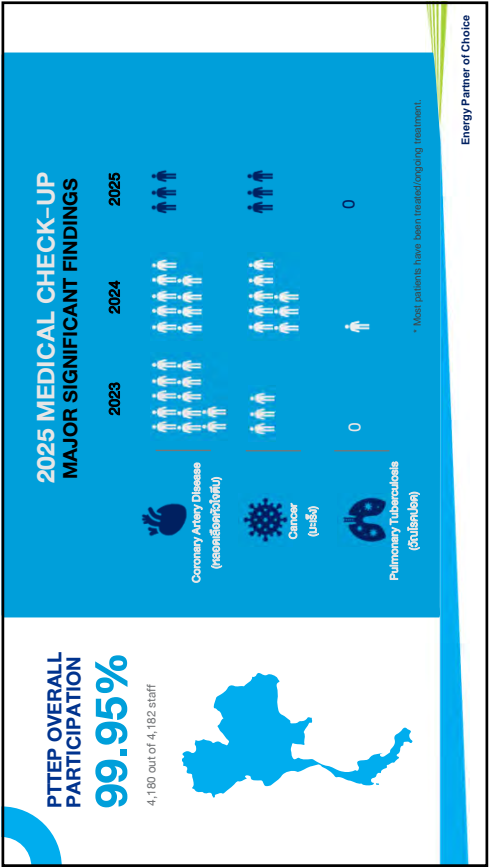 PTTEP OVERALL
PARTICIPATION
99.95%
4,180 out of 4,182 staff
2025 MEDICAL CHECK-UP
MAJOR SIGNIFICANT FINDINGS
2023 2024 2025
Coronary Artery Disease
(หลอดเลือดหัวใจตีบ)
Cancer
(มะเร็ง)
Pulmonary Tuberculosis
(วัณโรคปอด)
0 0
* Most patients have been treated/ongoing treatment.
Energy Partner of Choice